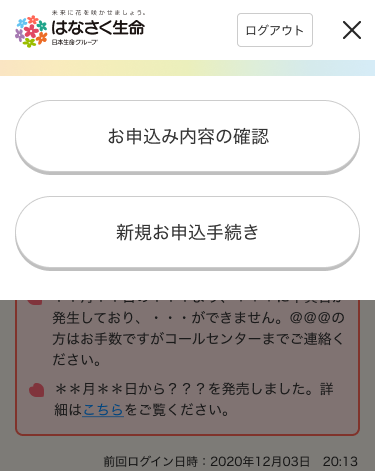 未来に花を咲かせましょう。
はなさく生命
日本生命グループ
ログアウト
お申込み内容の確認
新規お申込手続き
発生しており、・・・ができません。@@@の
方はお手数ですがコールセンターまでご連絡く
ださい。
＊＊月＊＊日から？？？を発売しました。詳
細はこちらをご覧ください。
前回ログイン日時：2020年12月03日　20:13